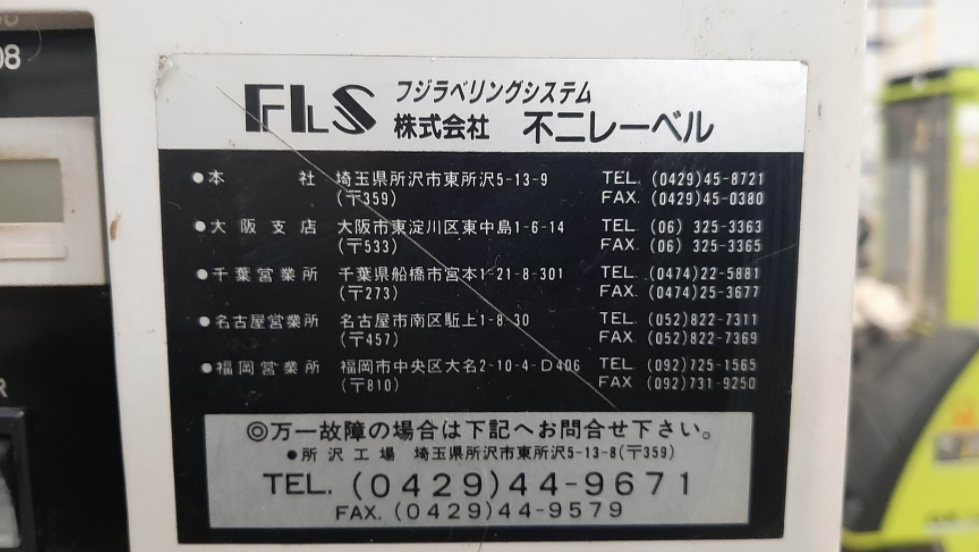 08
FLS フジラベリングシステム
株式会社 不二レーベル
●本 社 埼玉県所沢市東所沢5-13-9 TEL. (0429)45-8721
(〒359) FAX. (0429)45-0380
●大阪支店 大阪市東淀川区東中島1-6-14 TEL. (06) 325-3363
(〒533) FAX. (06) 325-3365
●千葉営業所 千葉県船橋市宮本1-21-8-301 TEL. (0474)22-5881
(〒273) FAX. (0474)25-3677
●名古屋営業所 名古屋市南区駈上1-8-30 TEL. (052)822-7311
(〒457) FAX. (052)822-7369
●福岡営業所 福岡市中央区大名2-10-4-D406 TEL. (092)725-1565
(〒810) FAX (092)731-9250
R
◎万一故障の場合は下記へお問合せ下さい。
●所沢工場 埼玉県所沢市東所沢5-13-8(〒359)
TEL. (0429)44-9671
FAX. (0429)44-9579